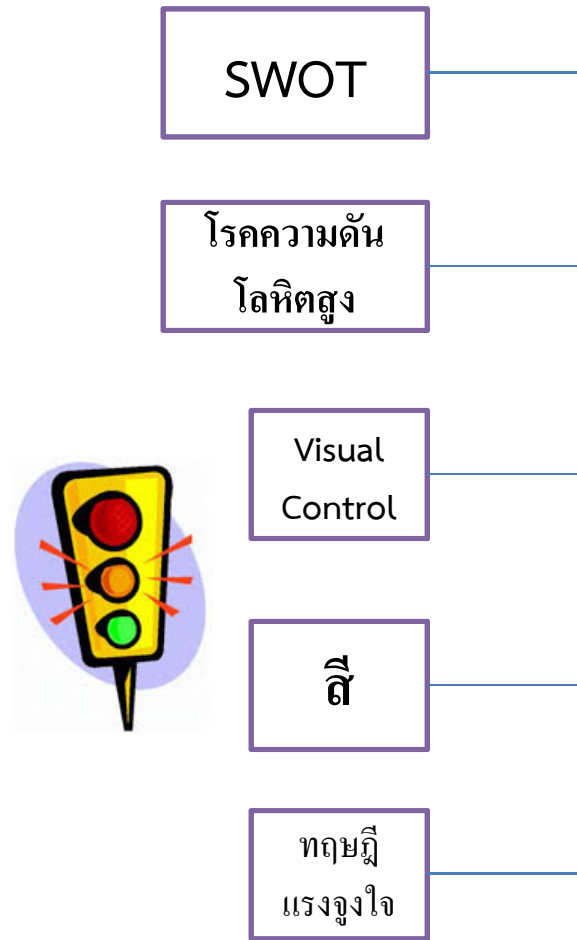 SWOT
โรคความดัน
โลหิตสูง
Visual
Control
สี
ทฤษฎี
แรงจูงใจ